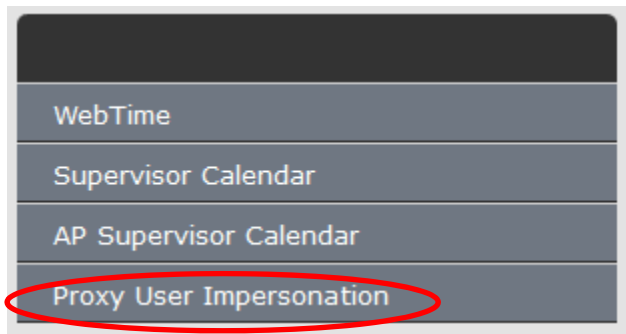 WebTime
Supervisor Calendar
AP Supervisor Calendar
Proxy User Impersonation